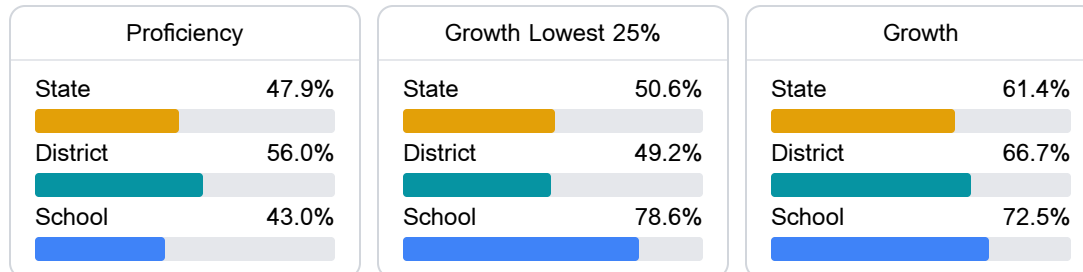 Proficiency
State 47.9%
District 56.0%
School 43.0%
Growth Lowest 25%
State 50.6%
District 49.2%
School 78.6%
Growth
State 61.4%
District 66.7%
School 72.5%